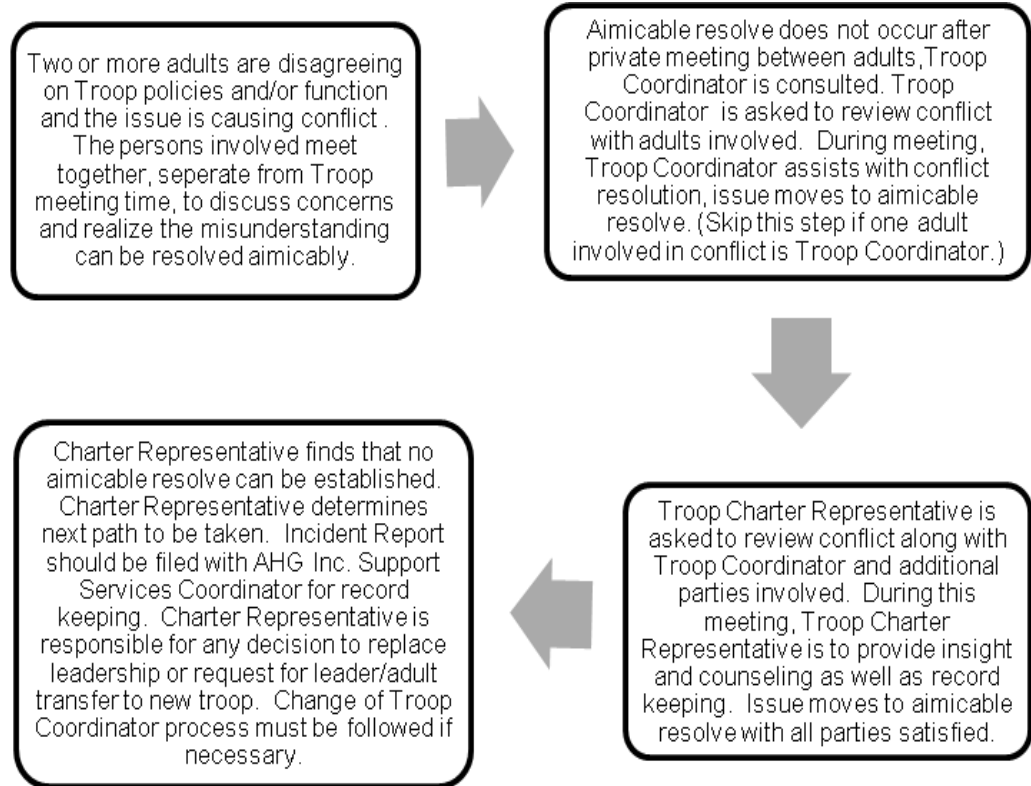 Two or more adults are disagreeing
on Troop policies and/or function
and the issue is causing conflict .
The persons involved meet
together, seperate from Troop
meeting time, to discuss concerns
and realize the misunderstanding
can be resolved aimicably.
Aimicable resolve does not occur after
private meeting between adults,Troop
Coordinator is consulted. Troop
Coordinator is asked to review conflict
with adults involved. During meeting,
Troop Coordinator assists with conflict
resolution, issue moves to aimicable
resolve. (Skip this step if one adult
involved in conflict is Troop Coordinator.)
Troop Charter Representative is
asked to review conflict along with
Troop Coordinator and additional
parties involved. During this
meeting, Troop Charter
Representative is to provide insight
and counseling as well as record
keeping. Issue moves to aimicable
resolve with all parties satisfied.
Charter Representative finds that no
aimicable resolve can be established.
Charter Representative determines
next path to be taken. Incident Report
should be filed with AHG Inc. Support
Services Coordinator for record
keeping. Charter Representative is
responsible for any decision to replace
leadership or request for leader/adult
transfer to new troop. Change of Troop
Coordinator process must be followed if
necessary.